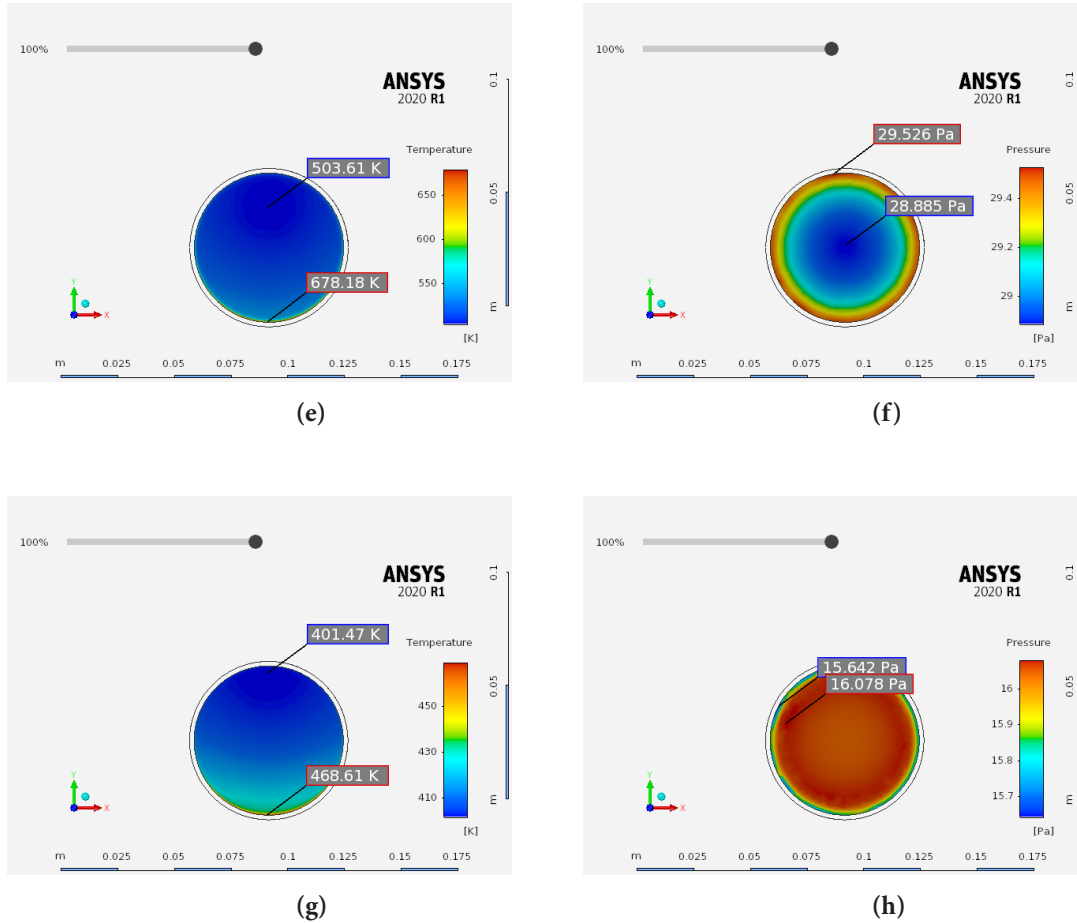 100%
ANSYS
2020 R1
0.1
0.05
m
Temperature
650
600
550
[K]
503.61 K
678.18 K
Y
X
m 0.025 0.075 0.1 0.125 0.15 0.175
(e)
100%
ANSYS
2020 R1
0.1
0.05
m
Pressure
29.4
29.2
29
[Pa]
29.526 Pa
28.885 Pa
Y
X
m 0.025 0.05 0.075 0.1 0.125 0.15 0.175
(f)
100%
ANSYS
2020 R1
0.1
0.05
m
Temperature
450
430
410
[K]
401.47 K
468.61 K
Y
X
m 0.025 0.05 0.075 0.1 0.125 0.15 0.175
(g)
100%
ANSYS
2020 R1
0.1
0.05
m
Pressure
16
15.9
15.8
15.7
[Pa]
15.642 Pa
16.078 Pa
Y
X
m 0.025 0.05 0.075 0.1 0.125 0.15 0.175
(h)